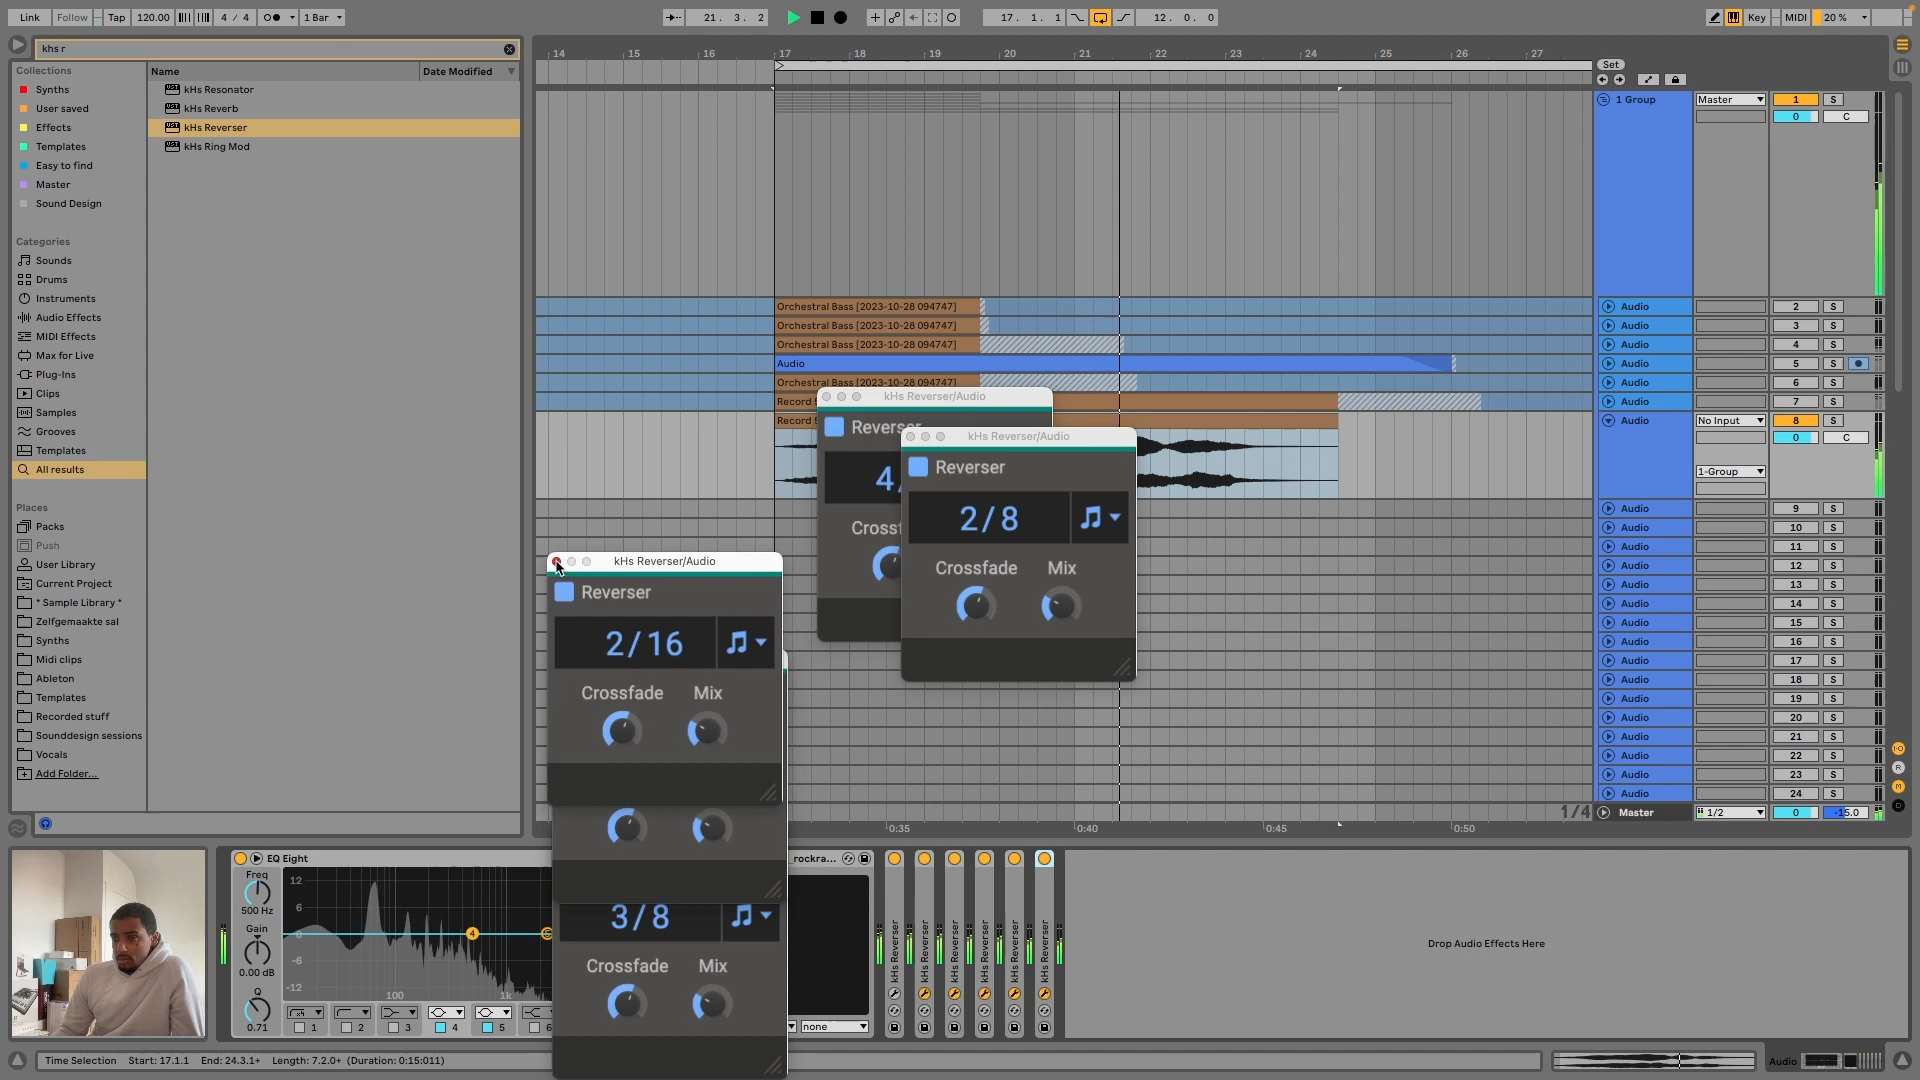 Link Follow Tap 120.00 4 / 4 1 Bar 21. 3. 2 17. 1. 1 12. 0. 0 Key MIDI 20 %
khs r
Collections
Synths
User saved
Effects
Templates
Easy to find
Master
Sound Design
Categories
Sounds
Drums
Instruments
Audio Effects
MIDI Effects
Max for Live
Plug-Ins
Clips
Samples
Grooves
Templates
All results
Places
Packs
Push
User Library
Current Project
* Sample Library *
Zelfgemaakte sal
Synths
Midi clips
Ableton
Templates
Recorded stuff
Sounddesign sessions
Vocals
Add Folder...
Name Date Modified
kHs Resonator
kHs Reverb
kHs Reverser
kHs Ring Mod
14 15 16 17 18 19 20 21 22 23 24 25 26 27
Set
1 Group Master 1 S
0 C
Orchestral Bass [2023-10-28 094747] Audio 2 S
Orchestral Bass [2023-10-28 094747] Audio 3 S
Orchestral Bass [2023-10-28 094747] Audio 4 S
Audio Audio 5 S
Orchestral Bass [2023-10-28 094747] Audio 6 S
Record Audio 7 S
Record Audio No Input 8 S
0 C
1-Group
Audio 9 S
Audio 10 S
Audio 11 S
Audio 12 S
Audio 13 S
Audio 14 S
Audio 15 S
Audio 16 S
Audio 17 S
Audio 18 S
Audio 19 S
Audio 20 S
Audio 21 S
Audio 22 S
Audio 23 S
Audio 24 S
1/4 Master 1/2 0 -15.0
0:35 0:40 0:45 0:50
IO
R
M
D
kHs Reverser/Audio
Reverser
4/
kHs Reverser/Audio
Reverser
2/8
Crossfade Mix
kHs Reverser/Audio
Reverser
2/16
Crossfade Mix
3/8
Crossfade Mix
EQ Eight
Freq
500 Hz
Gain
0.00 dB
Q
0.71
12
6
0
-6
-12
100 1k
1 2 3 4 5 6
4
_rockra...
none
kHs Reverser
kHs Reverser
kHs Reverser
kHs Reverser
kHs Reverser
kHs Reverser
Drop Audio Effects Here
Time Selection Start: 17.1.1 End: 24.3.1+ Length: 7.2.0+ (Duration: 0:15:011)
Audio